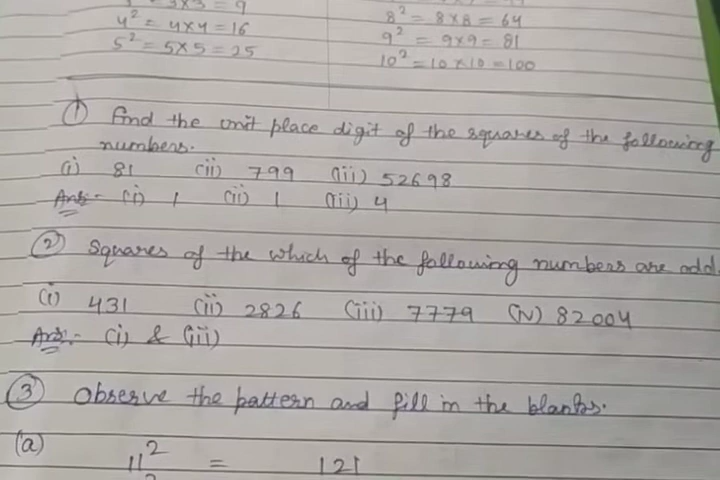 3×3 = 9
4² = 4×4 = 16
5² = 5×5 = 25
8² = 8×8 = 64
9² = 9×9 = 81
10² = 10×10 = 100
① Find the unit place digit of the squares of the following
numbers.
(i) 81 (ii) 799 (iii) 52698
Ans:- (i) 1 (ii) 1 (iii) 4
② Squares of the which of the following numbers are odd.
(i) 431 (ii) 2826 (iii) 7779 (iv) 82004
Ans:- (i) & (iii)
③ Observe the pattern and fill in the blanks.
(a) 11² = 121